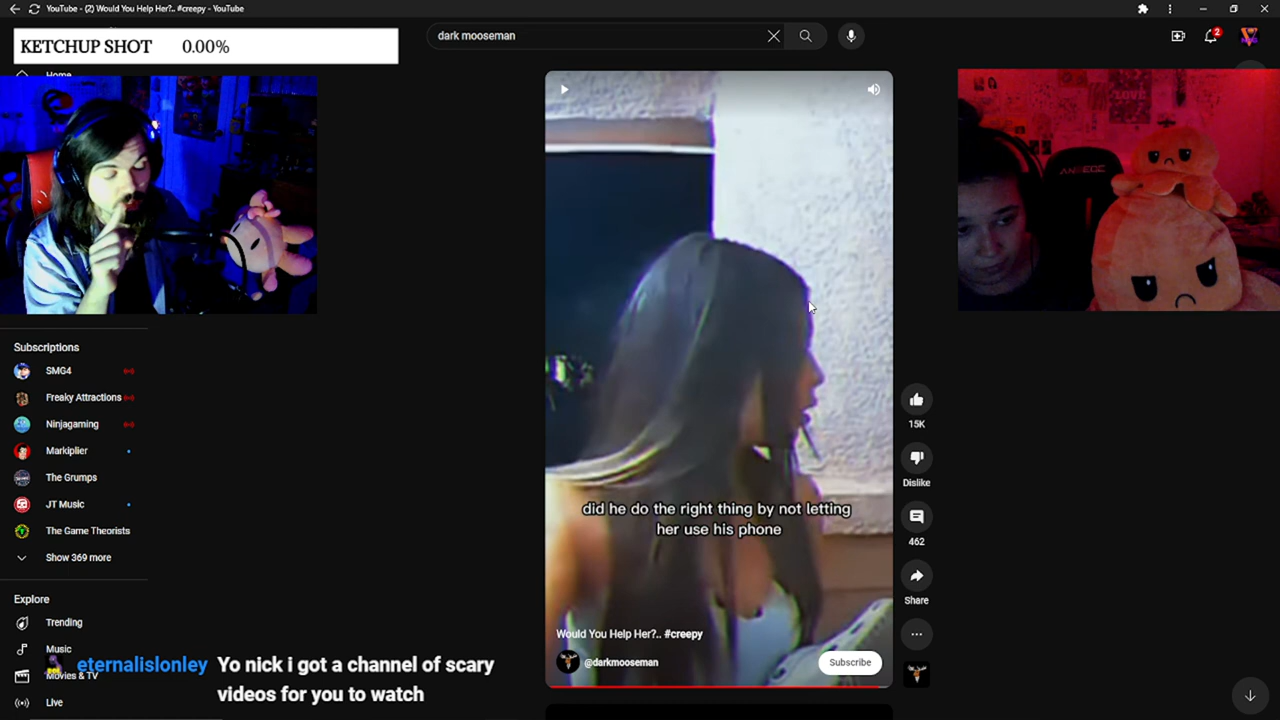 YouTube - (2) Would You Help Her?.. #creepy - YouTube
KETCHUP SHOT 0.00%
dark mooseman
2
Home
LOVE
Subscriptions
SMG4
Freaky Attractions
Ninjagaming
Markiplier
The Grumps
JT Music
The Game Theorists
Show 369 more
Explore
Trending
Music
Movies & TV
Live
did he do the right thing by not letting
her use his phone
Would You Help Her?.. #creepy
@darkmooseman
Subscribe
15K
Dislike
462
Share
eternalislonley Yo nick i got a channel of scary
videos for you to watch